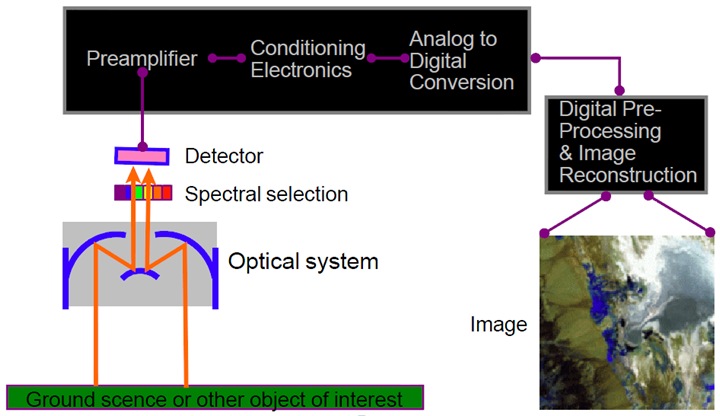 Preamplifier
Conditioning
Electronics
Analog to
Digital
Conversion
Digital Pre-
Processing
& Image
Reconstruction
Detector
Spectral selection
Optical system
Image
Ground scence or other object of interest